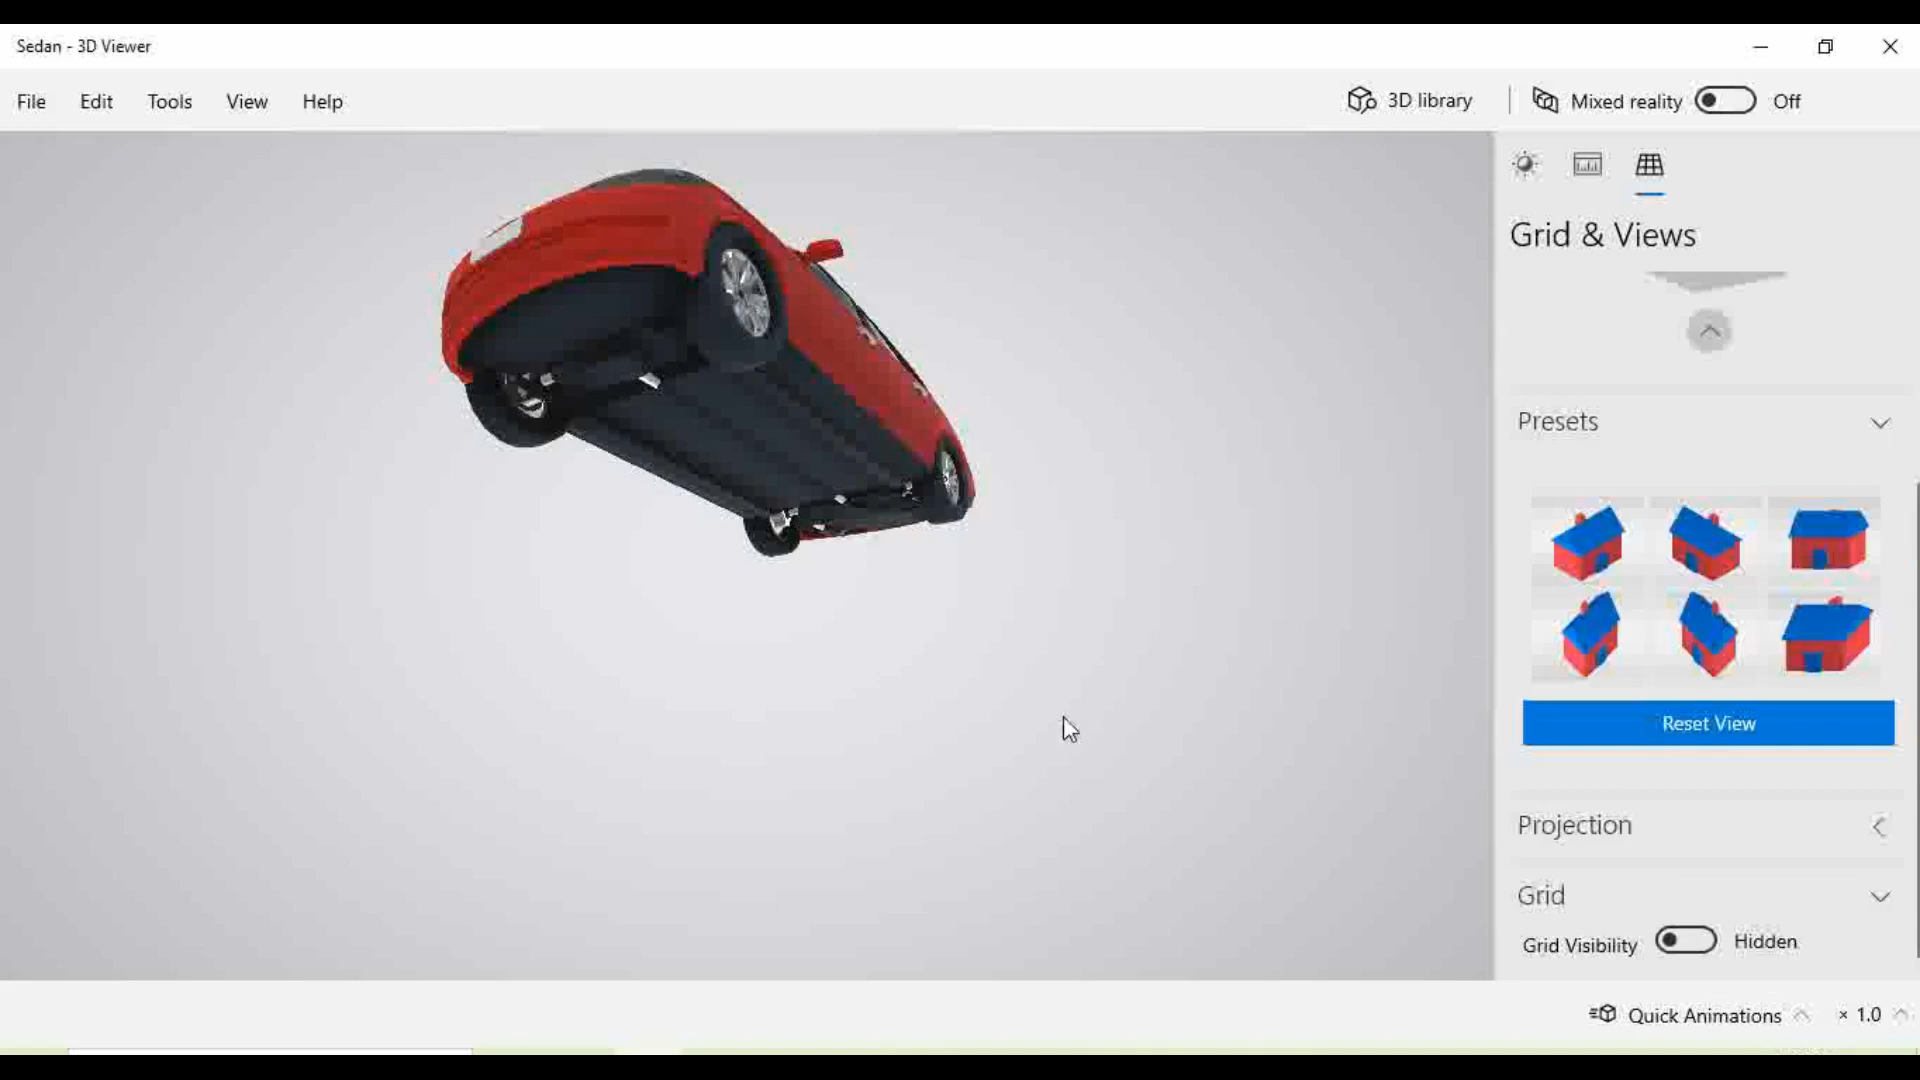 Sedan - 3D Viewer
File Edit Tools View Help 3D library Mixed reality Off
Grid & Views
Presets
Reset View
Projection
Grid
Grid Visibility Hidden
Quick Animations × 1.0